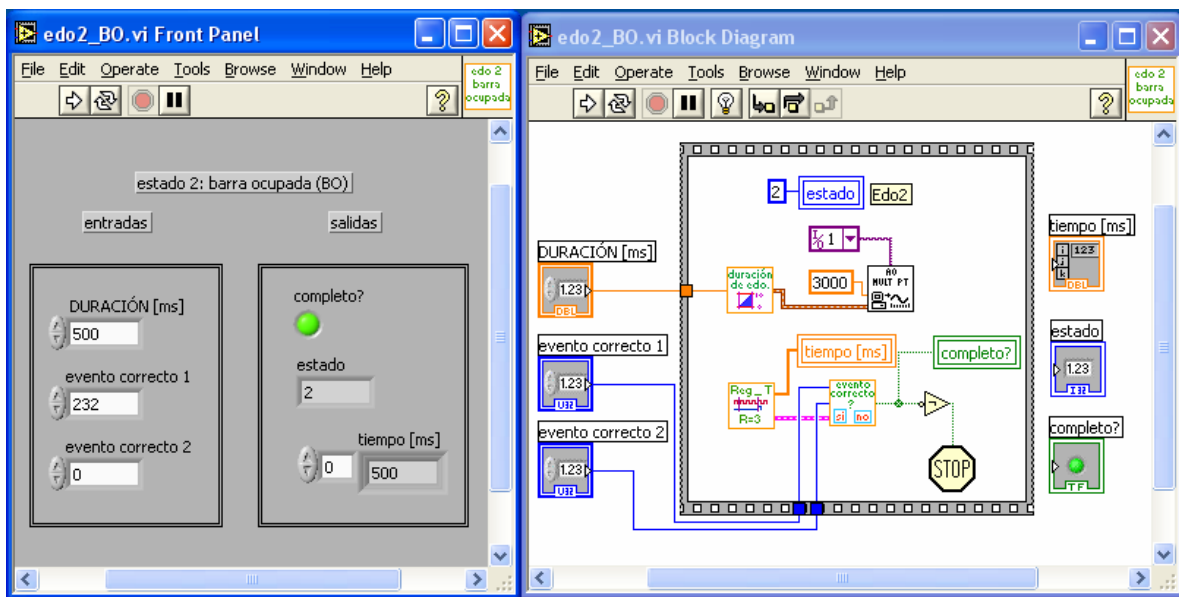 edo2_BO.vi Front Panel
File Edit Operate Tools Browse Window Help
edo 2
barra
ocupada
estado 2: barra ocupada (BO)
entradas
salidas
DURACIÓN [ms]
500
evento correcto 1
232
evento correcto 2
0
completo?
estado
2
tiempo [ms]
0
500
edo2_BO.vi Block Diagram
File Edit Operate Tools Browse Window Help
edo 2
barra
ocupada
2
estado
Edo2
I/O 1
DURACIÓN [ms]]
1.23
DBL
duración
de edo.
3000
AO
MULT PT
evento correcto 1
1.23
U32
tiempo [ms]
completo?
Reg_T
R=3
evento
correcto
?
si no
evento correcto 2
1.23
U32
STOP
tiempo [ms]
123
DBL
estado
1.23
I32
completo?
TF